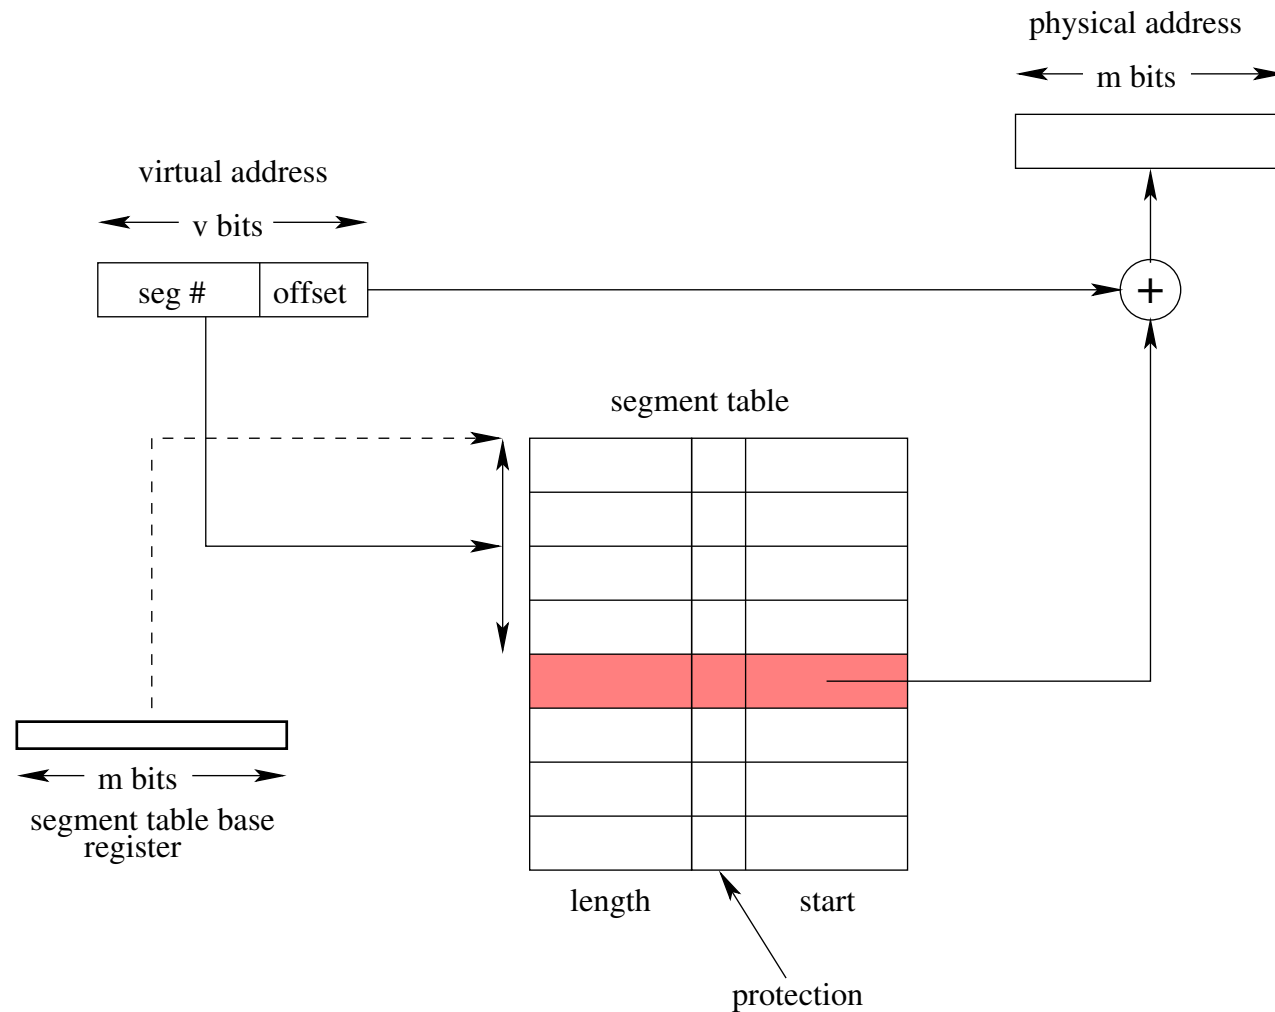 physical address
m bits
virtual address
v bits
seg #
offset
+
segment table
m bits
segment table base
register
length
start
protection